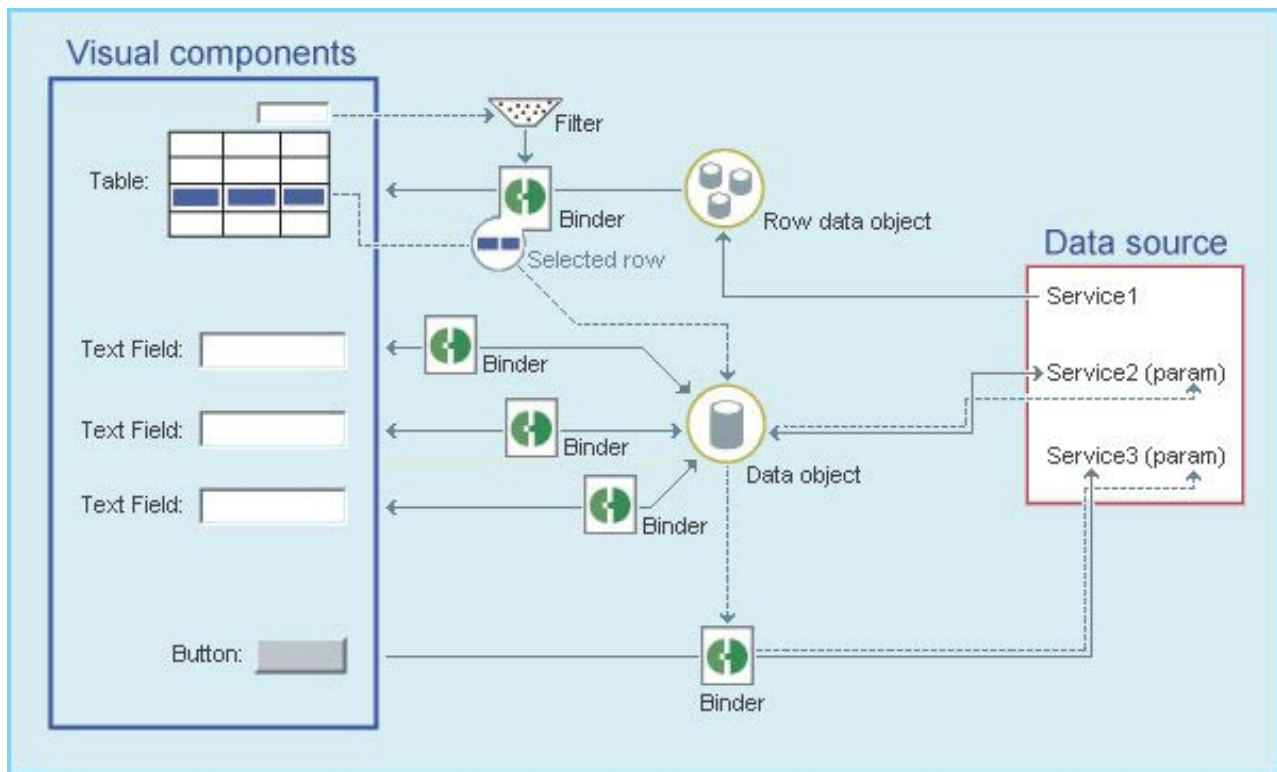 Visual components
Filter
Table:
Binder
Row data object
Selected row
Data source
Service1
Text Field:
Binder
Service2 (param)
Text Field:
Binder
Service3 (param)
Data object
Text Field:
Binder
Button:
Binder